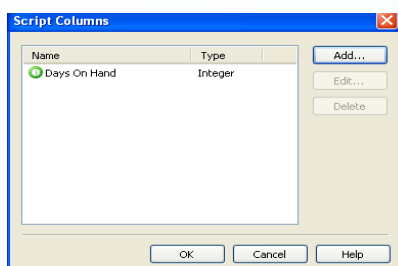 Script Columns
Name Type
Add...
Days On Hand Integer
Edit...
Delete
OK Cancel Help